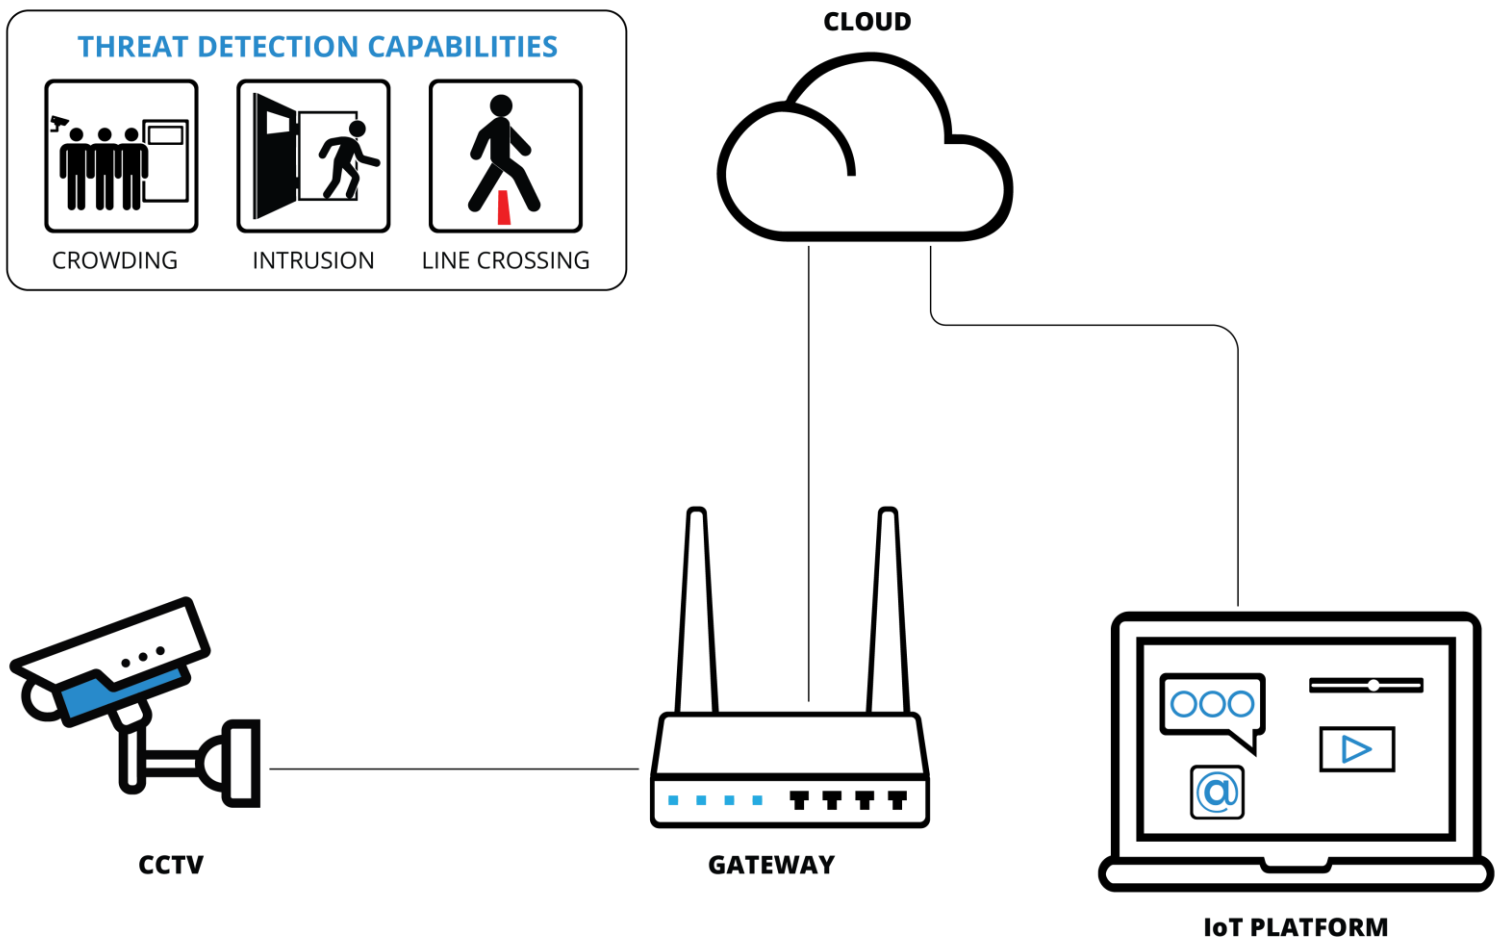 THREAT DETECTION CAPABILITIES
CROWDING
INTRUSION
LINE CROSSING
CLOUD
@
CCTV
GATEWAY
IoT PLATFORM